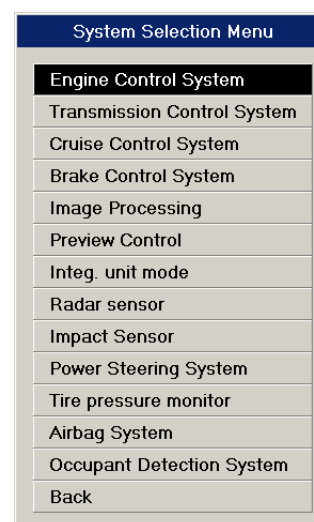 System Selection Menu
Engine Control System
Transmission Control System
Cruise Control System
Brake Control System
Image Processing
Preview Control
Integ. unit mode
Radar sensor
Impact Sensor
Power Steering System
Tire pressure monitor
Airbag System
Occupant Detection System
Back